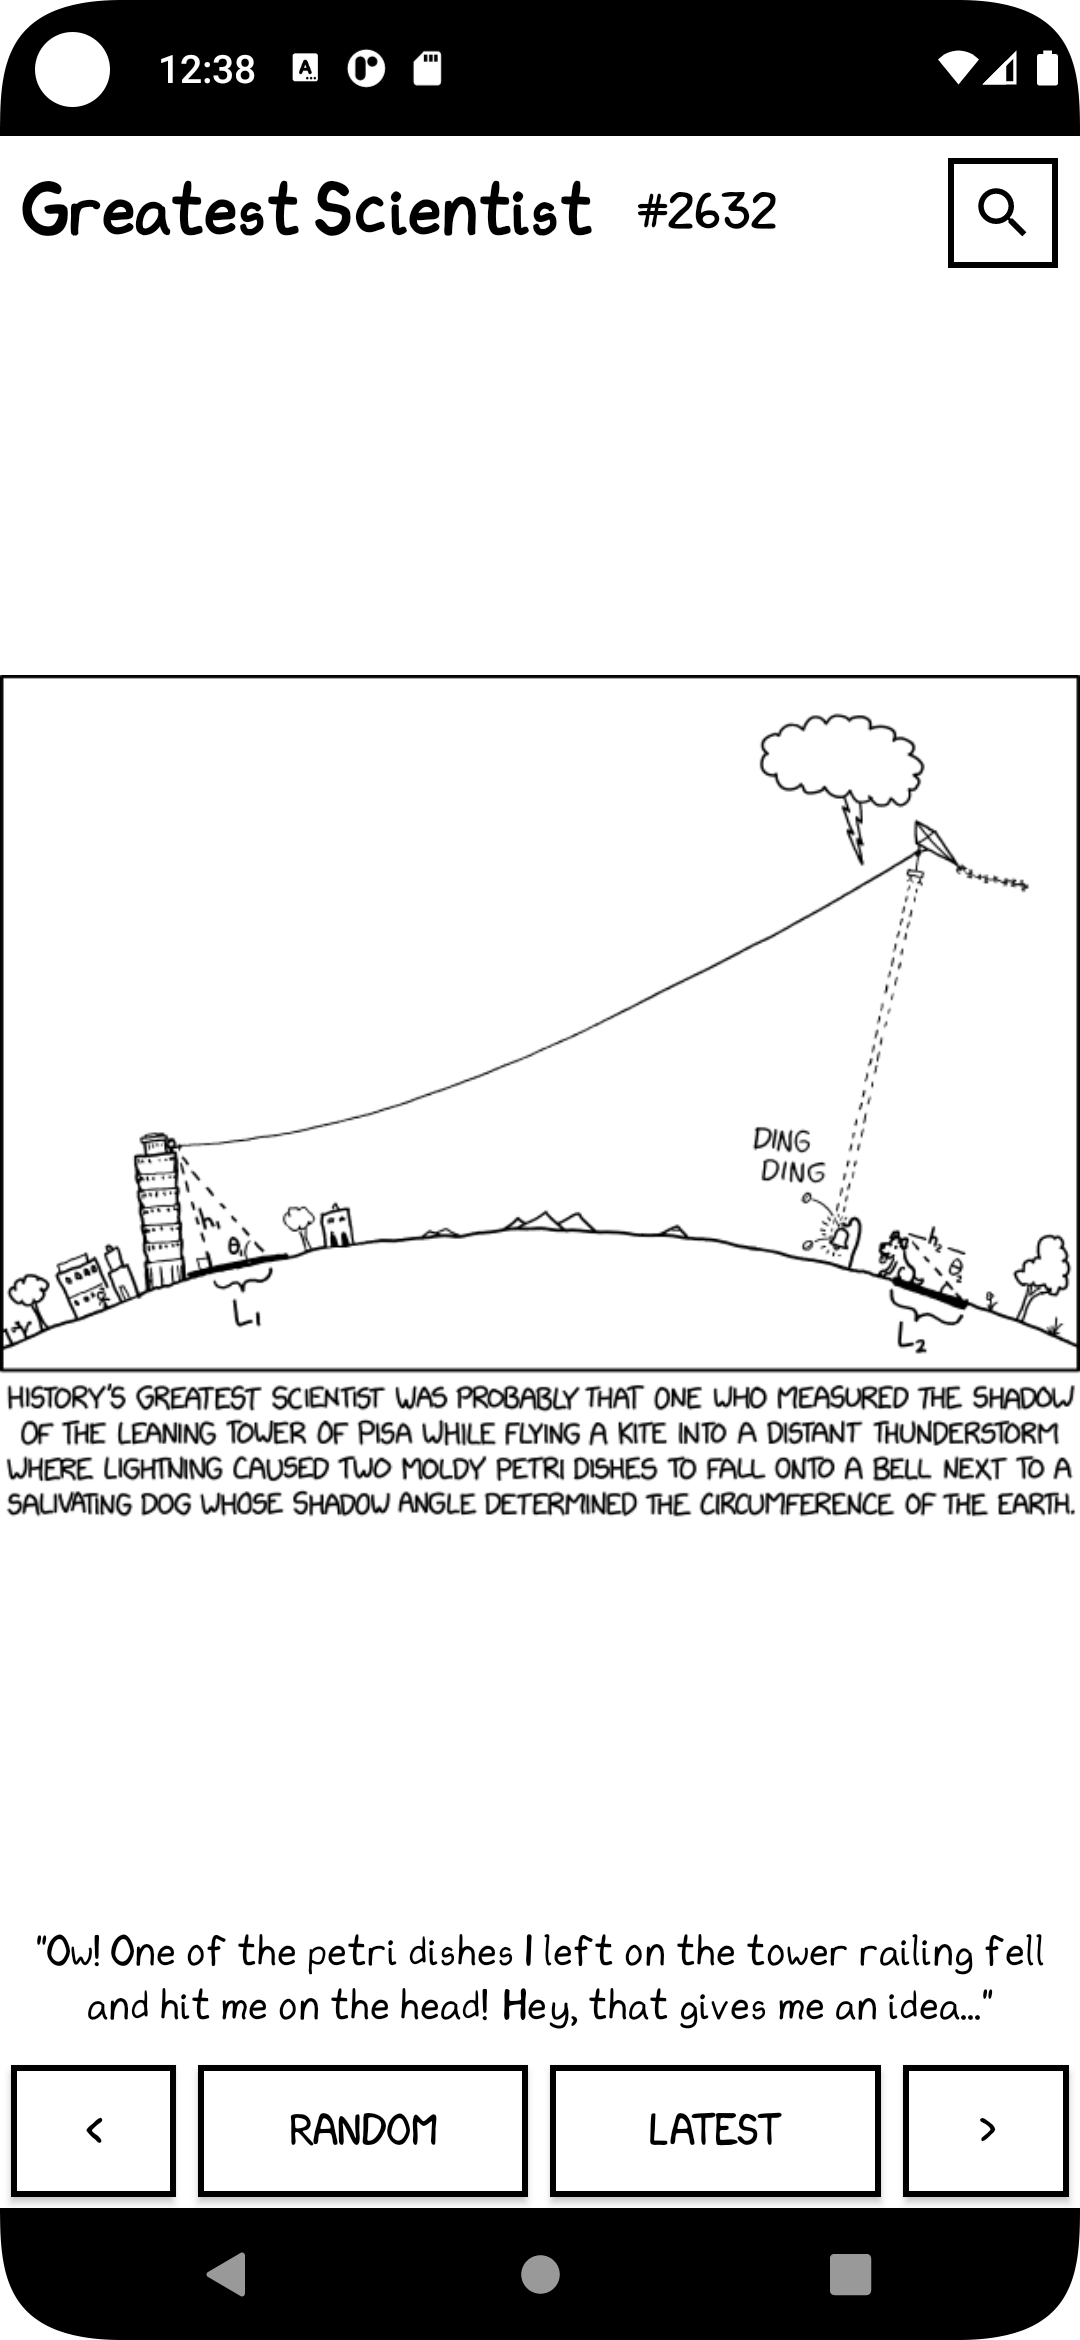 12:38
Greatest Scientist #2632
DING
DING
h₁
θ₁
L₁
h₂
θ₂
L₂
HISTORY'S GREATEST SCIENTIST WAS PROBABLY THAT ONE WHO MEASURED THE SHADOW
OF THE LEANING TOWER OF PISA WHILE FLYING A KITE INTO A DISTANT THUNDERSTORM
WHERE LIGHTNING CAUSED TWO MOLDY PETRI DISHES TO FALL ONTO A BELL NEXT TO A
SALIVATING DOG WHOSE SHADOW ANGLE DETERMINED THE CIRCUMFERENCE OF THE EARTH.
"Ow! One of the petri dishes I left on the tower railing fell
and hit me on the head! Hey, that gives me an idea..."
< RANDOM LATEST >